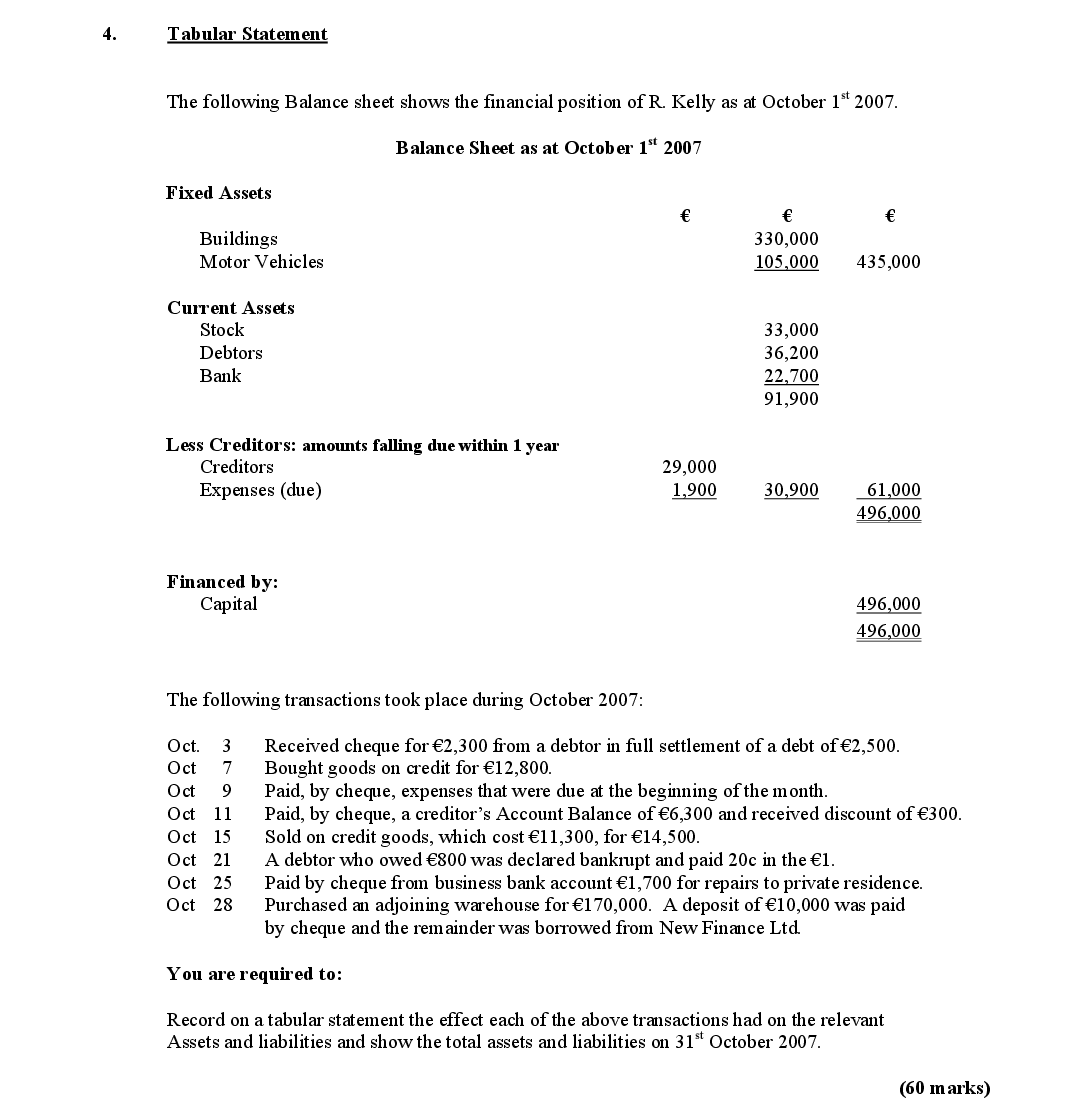 4. Tabular Statement
The following Balance sheet shows the financial position of R. Kelly as at October 1st 2007.
Balance Sheet as at October 1st 2007
Fixed Assets
€ € €
Buildings 330,000
Motor Vehicles 105,000 435,000
Current Assets
Stock 33,000
Debtors 36,200
Bank 22,700
91,900
Less Creditors: amounts falling due within 1 year
Creditors 29,000
Expenses (due) 1,900 30,900 61,000
496,000
Financed by:
Capital 496,000
496,000
The following transactions took place during October 2007:
Oct. 3 Received cheque for €2,300 from a debtor in full settlement of a debt of €2,500.
Oct 7 Bought goods on credit for €12,800.
Oct 9 Paid, by cheque, expenses that were due at the beginning of the month.
Oct 11 Paid, by cheque, a creditor’s Account Balance of €6,300 and received discount of €300.
Oct 15 Sold on credit goods, which cost €11,300, for €14,500.
Oct 21 A debtor who owed €800 was declared bankrupt and paid 20c in the €1.
Oct 25 Paid by cheque from business bank account €1,700 for repairs to private residence.
Oct 28 Purchased an adjoining warehouse for €170,000. A deposit of €10,000 was paid
by cheque and the remainder was borrowed from New Finance Ltd.
You are required to:
Record on a tabular statement the effect each of the above transactions had on the relevant
Assets and liabilities and show the total assets and liabilities on 31st October 2007.
(60 marks)